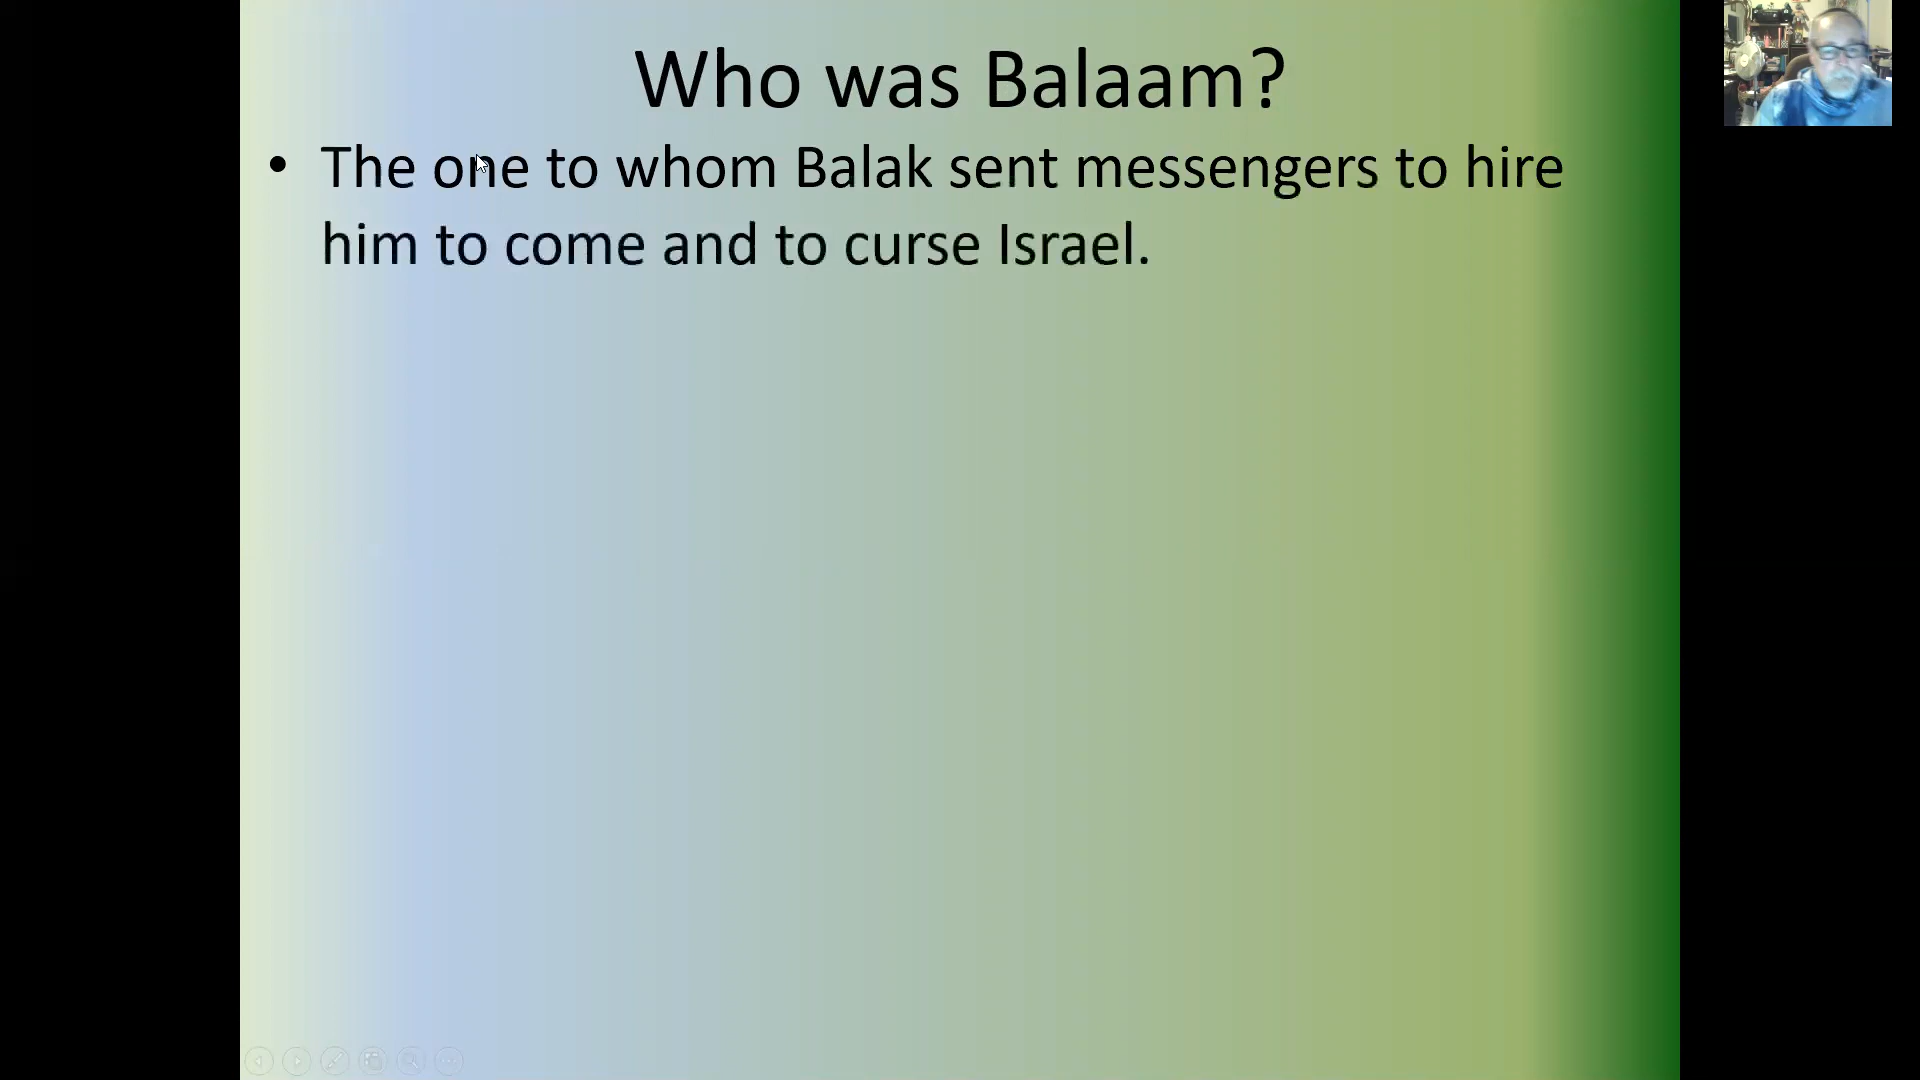 Who was Balaam?
• The one to whom Balak sent messengers to hire
him to come and to curse Israel.